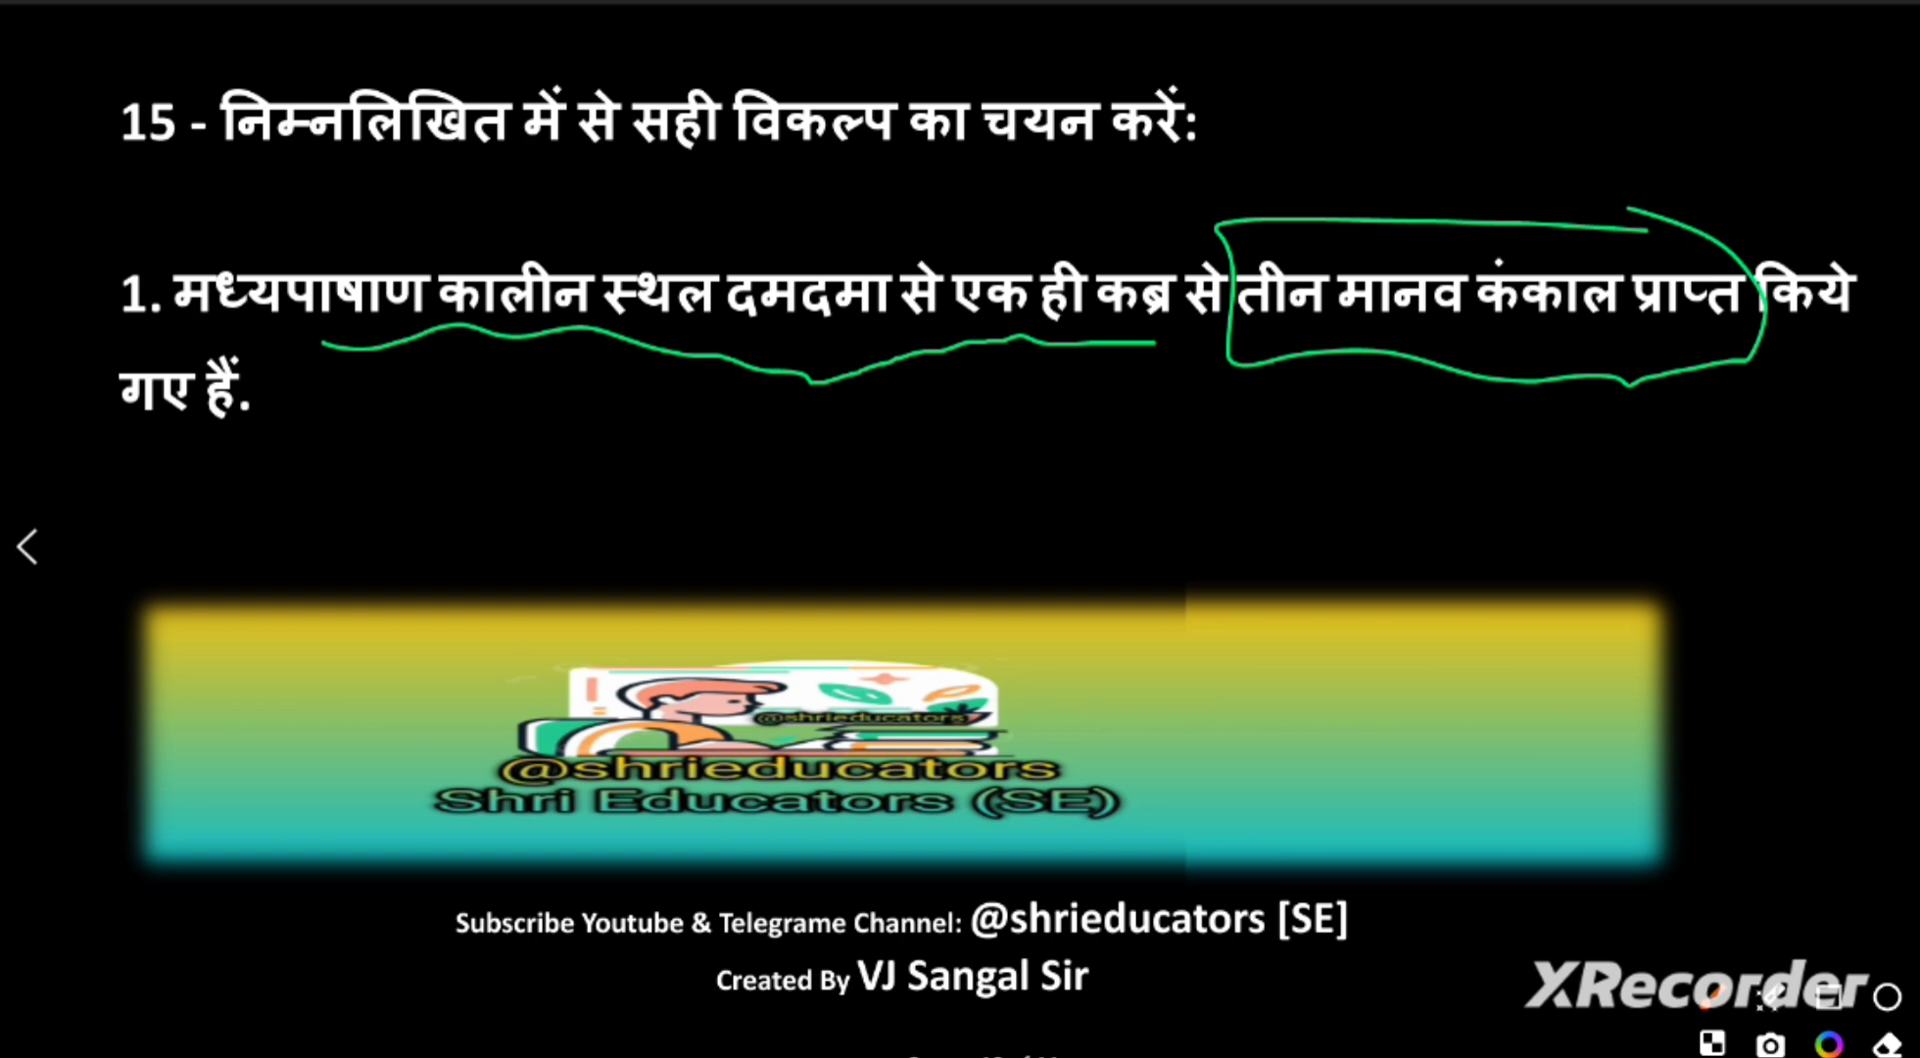 15 - निम्नलिखित में से सही विकल्प का चयन करें:
1. मध्यपाषाण कालीन स्थल दमदमा से एक ही कब्र से तीन मानव कंकाल प्राप्त किये
गए हैं.
@shrieducators
@shrieducators
Shri Educators (SE)
Subscribe Youtube & Telegrame Channel: @shrieducators [SE]
Created By VJ Sangal Sir
XRecorder